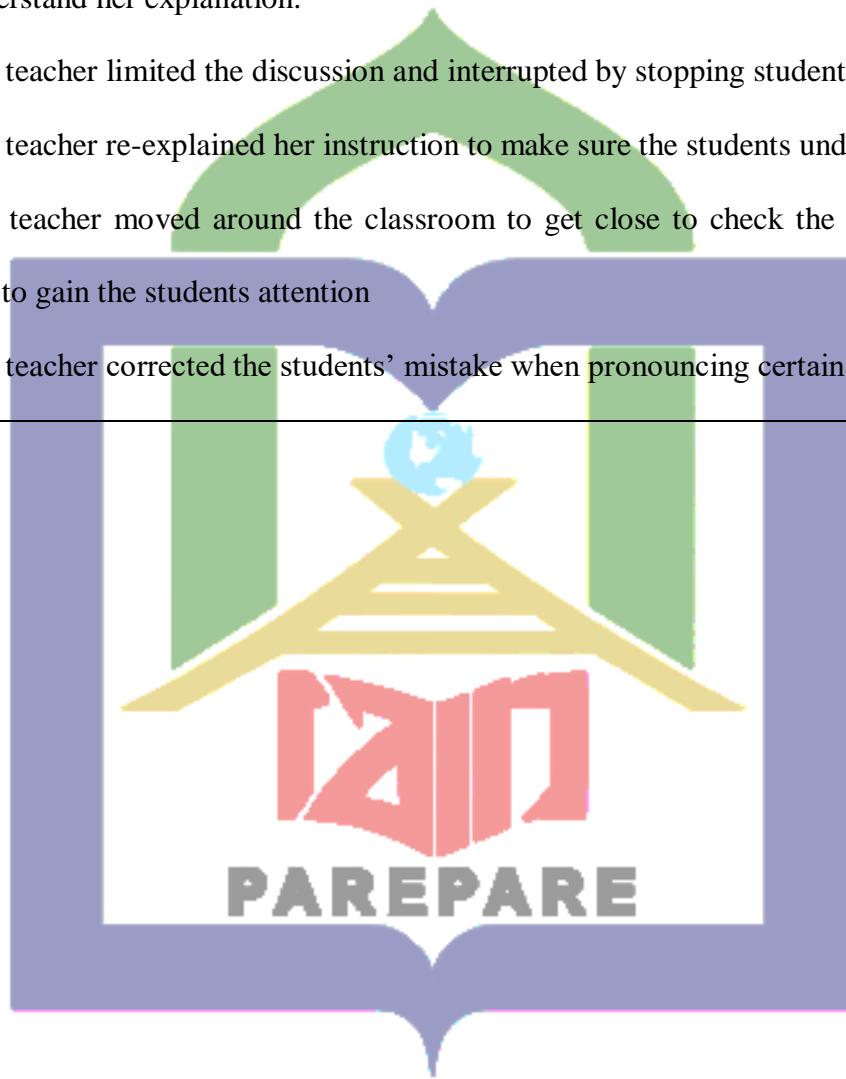 erstand her explanation.
teacher limited the discussion and interrupted by stopping student
teacher re-explained her instruction to make sure the students und
teacher moved around the classroom to get close to check the
to gain the students attention
teacher corrected the students’ mistake when pronouncing certain
iain
PAREPARE